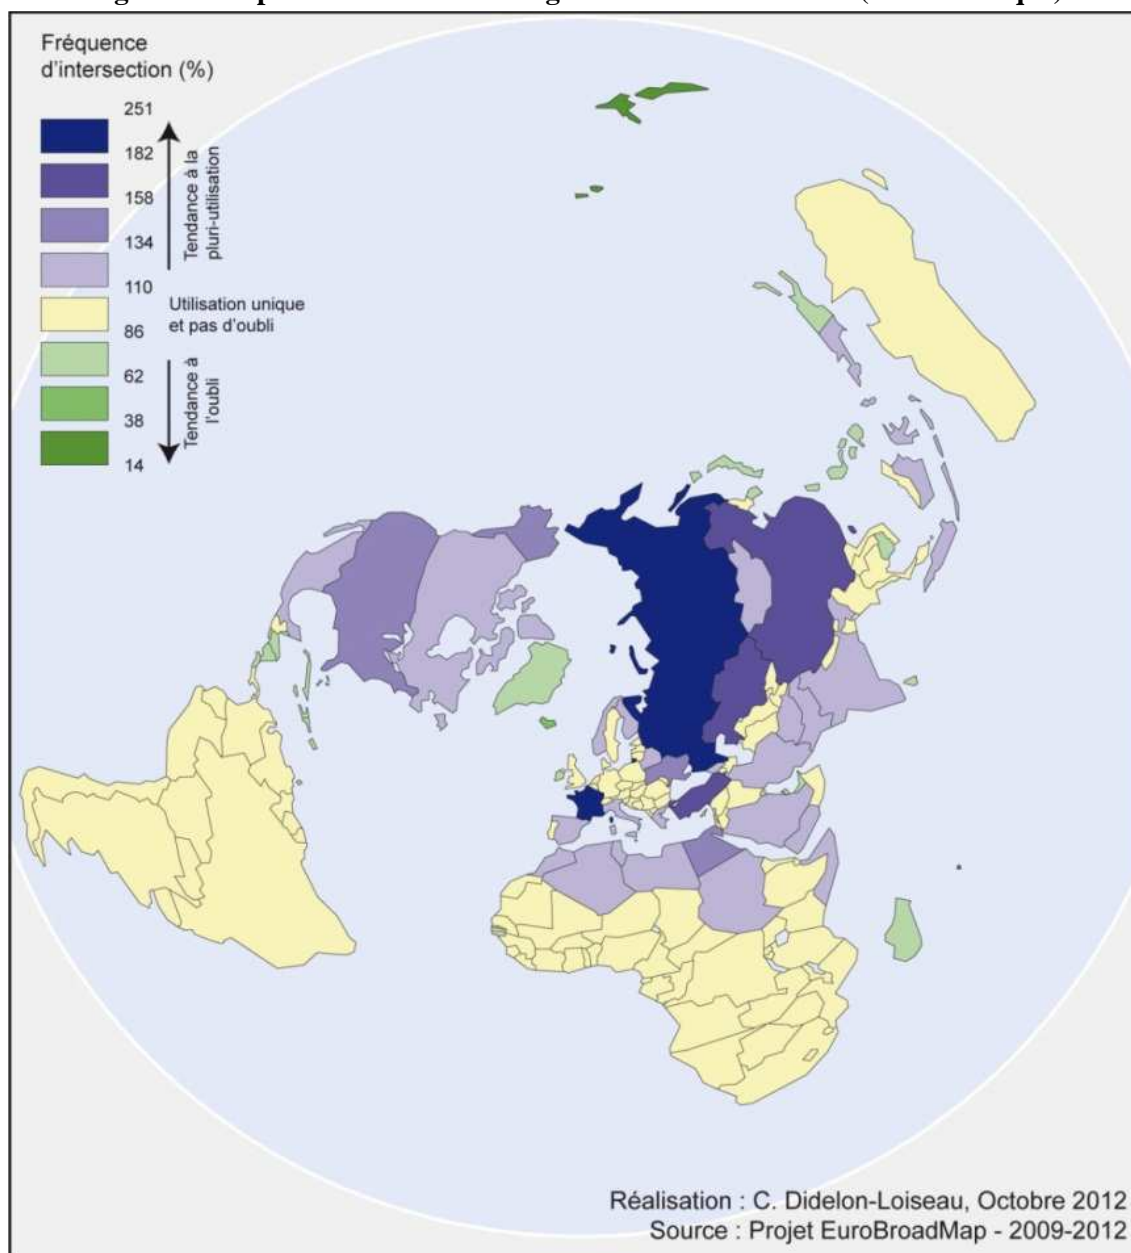 Fréquence
d'intersection (%)
251
182
158
134
110
86
62
38
14
Tendance à la
pluri-utilisation
Utilisation unique
et pas d'oubli
Tendance à
l'oubli
Réalisation : C. Didelon-Loiseau, Octobre 2012
Source : Projet EuroBroadMap - 2009-2012